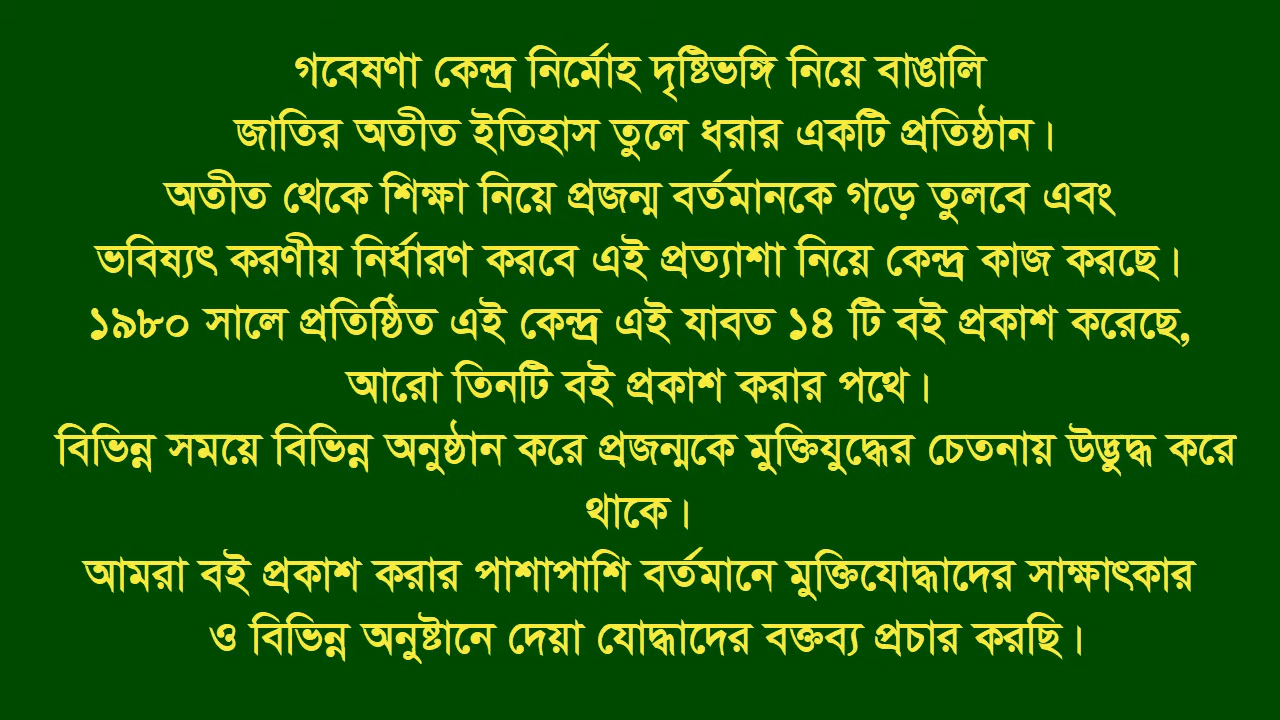 গবেষণা কেন্দ্র নির্মোহ দৃষ্টিভঙ্গি নিয়ে বাঙালি
জাতির অতীত ইতিহাস তুলে ধরার একটি প্রতিষ্ঠান।
অতীত থেকে শিক্ষা নিয়ে প্রজন্ম বর্তমানকে গড়ে তুলবে এবং
ভবিষ্যৎ করণীয় নির্ধারণ করবে এই প্রত্যাশা নিয়ে কেন্দ্র কাজ করছে।
১৯৮০ সালে প্রতিষ্ঠিত এই কেন্দ্র এই যাবত ১৪ টি বই প্রকাশ করেছে,
আরো তিনটি বই প্রকাশ করার পথে।
বিভিন্ন সময়ে বিভিন্ন অনুষ্ঠান করে প্রজন্মকে মুক্তিযুদ্ধের চেতনায় উদ্ভুদ্ধ করে
থাকে।
আমরা বই প্রকাশ করার পাশাপাশি বর্তমানে মুক্তিযোদ্ধাদের সাক্ষাৎকার
ও বিভিন্ন অনুষ্টানে দেয়া যোদ্ধাদের বক্তব্য প্রচার করছি।